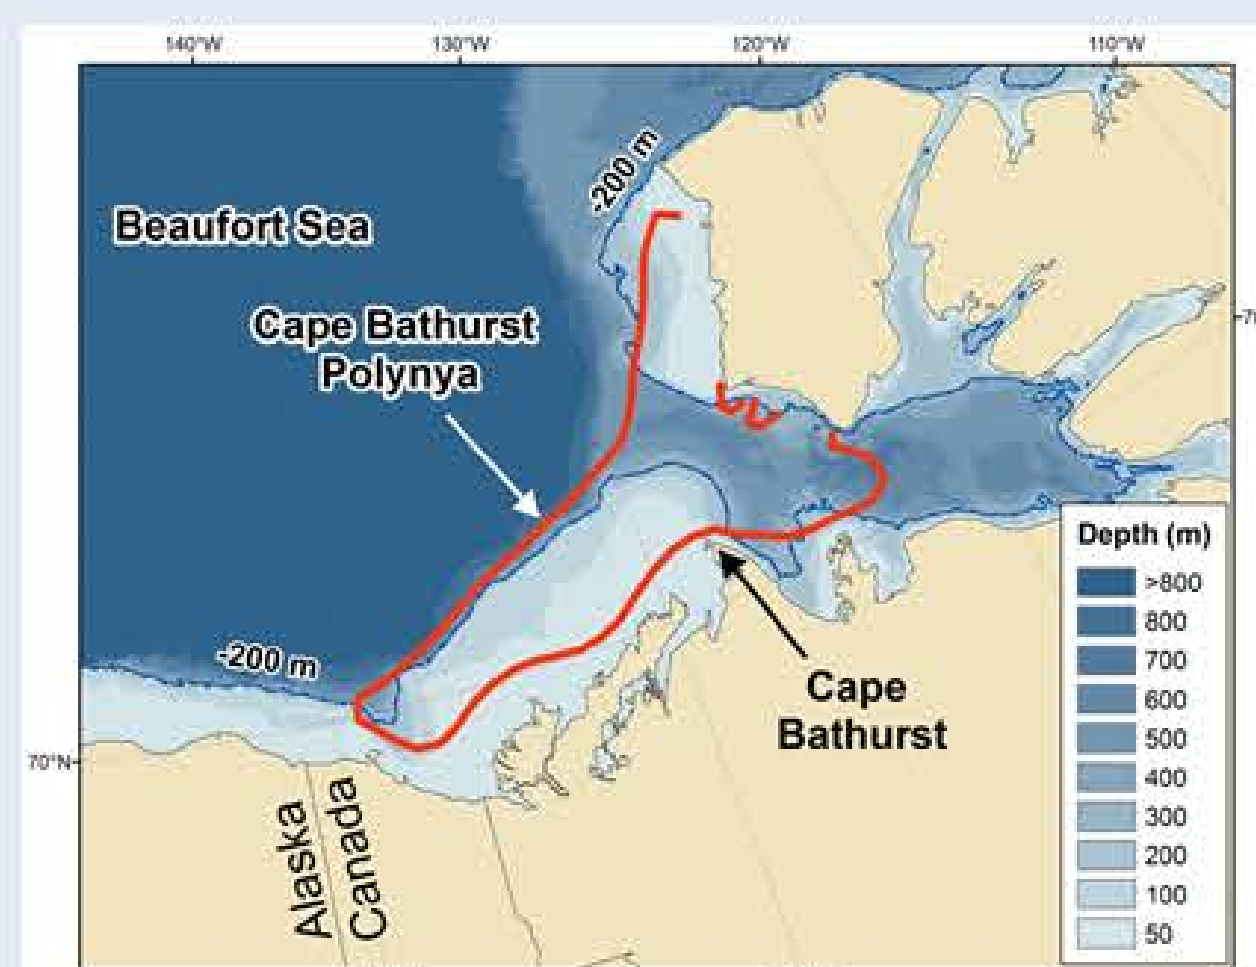 140°W 130°W 120°W 110°W
-200 m
Beaufort Sea
Cape Bathurst
Polynya
-200 m
Cape
Bathurst
70°N
Alaska
Canada
Depth (m)
>800
800
700
600
500
400
300
200
100
50